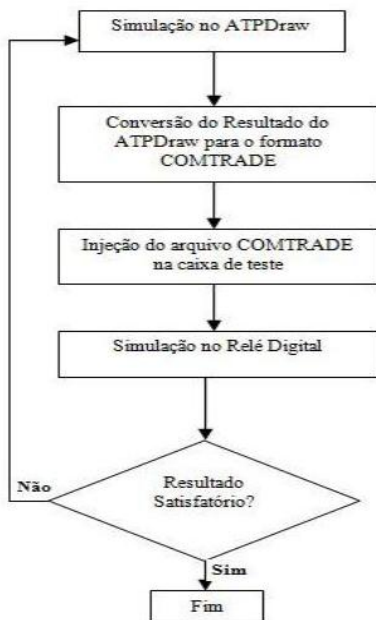 Simulação no ATPDraw
Conversão do Resultado do
ATPDraw para o formato
COMTRADE
Injeção do arquivo COMTRADE
na caixa de teste
Simulação no Relé Digital
Resultado
Satisfatório?
Não
Sim
Fim